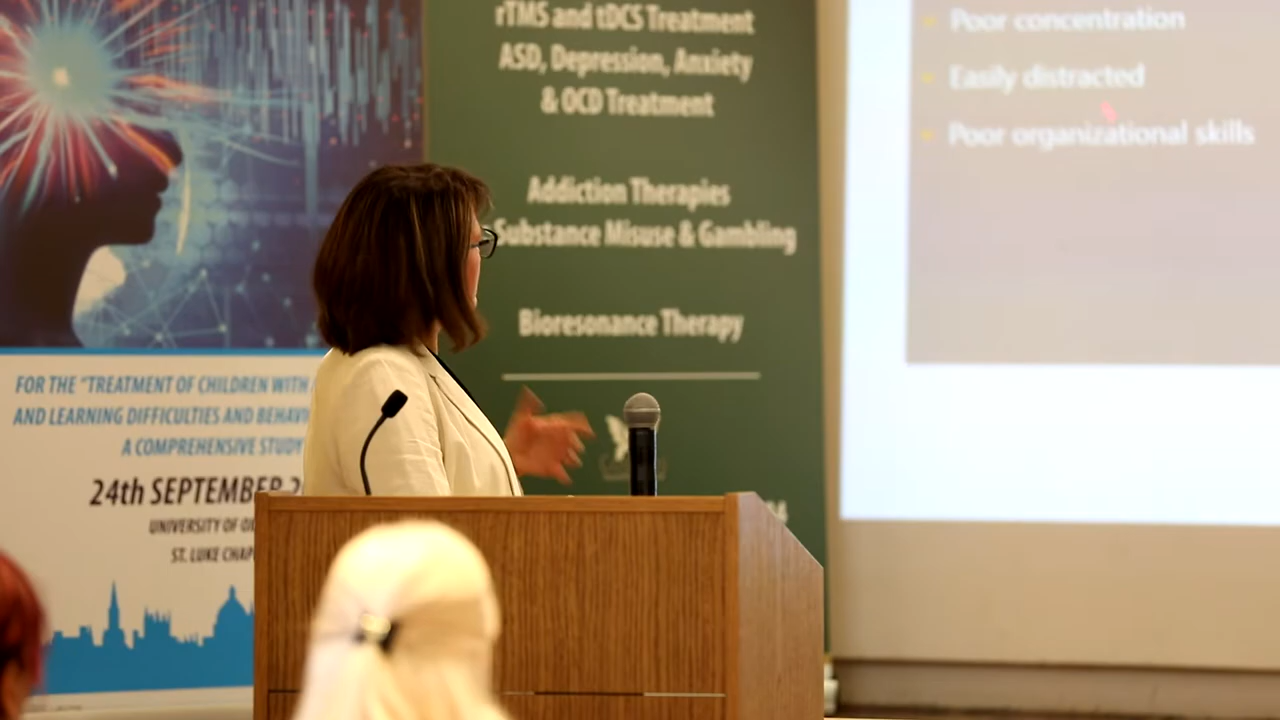 FOR THE "TREATMENT OF CHILDREN WITH
AND LEARNING DIFFICULTIES AND
A COMPREHENSIVE STUDY
24th SEPTEMBER
UNIVERSITY OF
ST. LUKE
rTMS and tDCS Treatment
ASD, Depression, Anxiety
& OCD Treatment
Addiction Therapies
Substance Misuse & Gambling
Bioresonance Therapy
Poor concentration
Easily distracted
Poor organizational skills